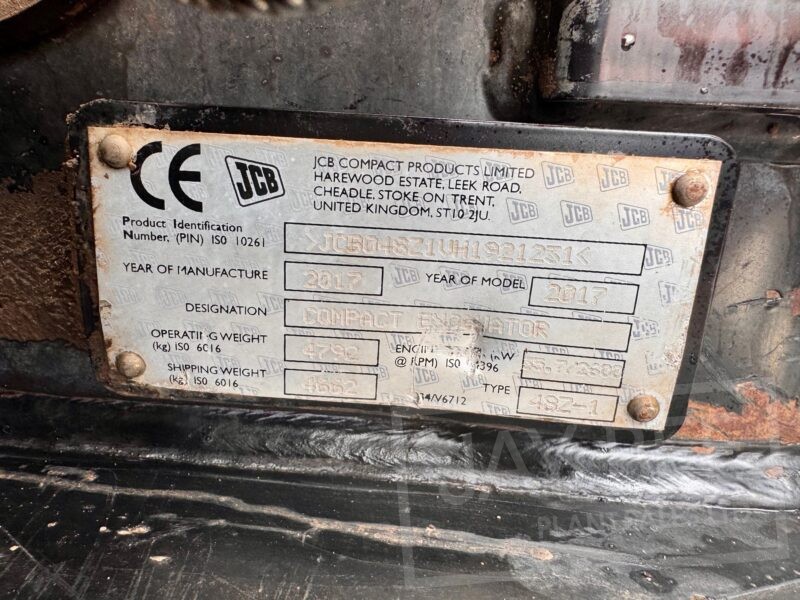 CE JCB
JCB COMPACT PRODUCTS LIMITED
HAREWOOD ESTATE, LEEK ROAD,
CHEADLE, STOKE ON TRENT,
UNITED KINGDOM, ST10 2JU.
Product Identification
Number, (PIN) ISO 10261
>JCB048Z1VH1921231<
YEAR OF MANUFACTURE 2017 YEAR OF MODEL 2017
DESIGNATION COMPACT EXCAVATOR
OPERATING WEIGHT
(kg) ISO 6016 4792
@ RPM) ISO
SHIPPING WEIGHT
(kg) ISO 6016 4662
TYPE 48Z-1